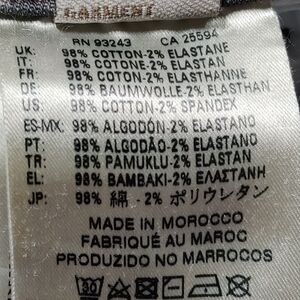 GARMENT
RN 93243 CA 25594
UK: 98% COTTON-2% ELASTANE
IT: 98% COTONE-2% ELASTAN
FR: 98% COTON-2% ELASTHANNE
DE: 98% BAUMWOLLE-2% ELASTHAN
US: 98% COTTON-2% SPANDEX
ES-MX: 98% ALGODÓN-2% ELASTANO
PT: 98% ALGODÃO-2% ELASTANO
TR: 98% PAMUKLU-2% ELASTAN
EL: 98% BAMBAKI-2% ΕΛΑΣΤΑΝΗ
JP: 98% 綿 -2% ポリウレタン
MADE IN MOROCCO
FABRIQUÉ AU MAROC
PRODUZIDO NO MARROCOS
30